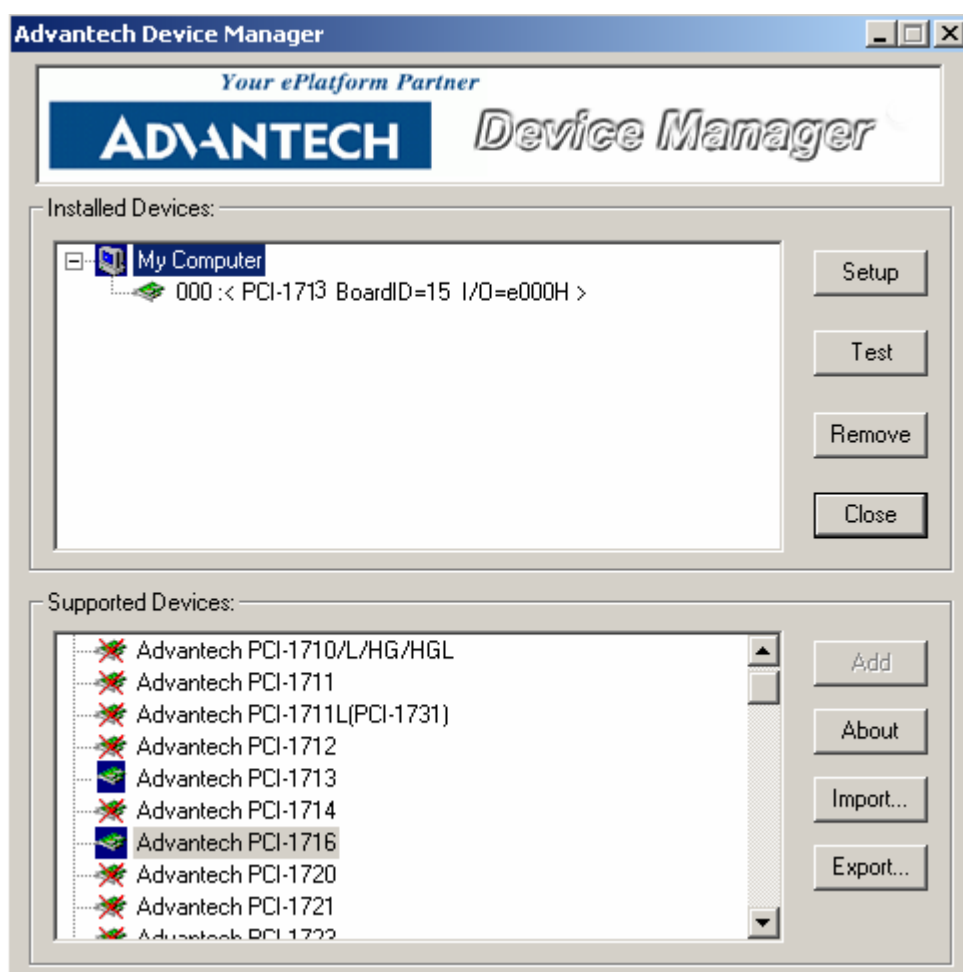 Advantech Device Manager
Your ePlatform Partner
ADVANTECH Device Manager
Installed Devices:
My Computer
000 :< PCI-1713 BoardID=15 I/O=e000H >
Setup
Test
Remove
Close
Supported Devices:
Advantech PCI-1710/L/HG/HGL
Advantech PCI-1711
Advantech PCI-1711L(PCI-1731)
Advantech PCI-1712
Advantech PCI-1713
Advantech PCI-1714
Advantech PCI-1716
Advantech PCI-1720
Advantech PCI-1721
Advantech PCI-1723
Add
About
Import...
Export...